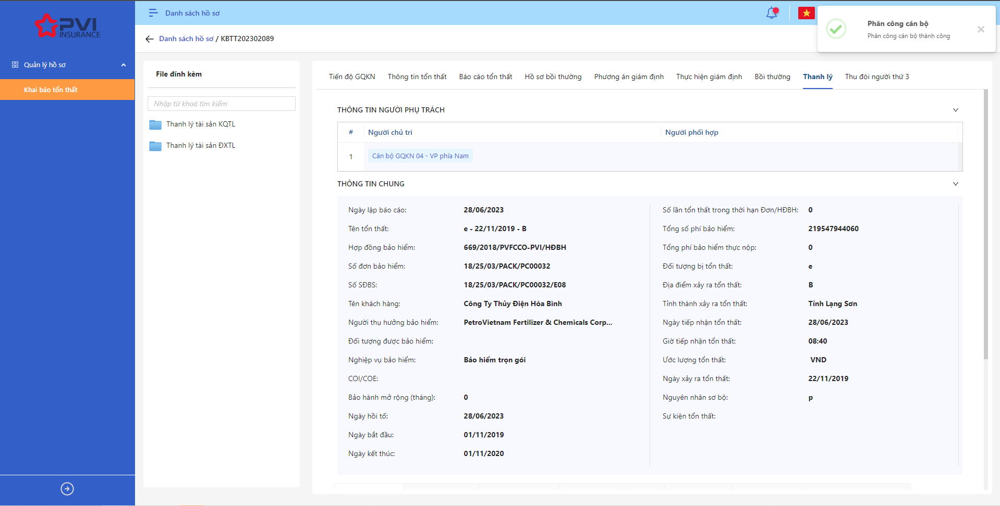 PVI
INSURANCE
Quản lý hồ sơ
Khai báo tổn thất
Danh sách hồ sơ
Danh sách hồ sơ / KBTT202302089
Phân công cán bộ
Phân công cán bộ thành công
File đính kèm
Nhập từ khoá tìm kiếm
Thanh lý tài sản KQTL
Thanh lý tài sản ĐXTL
Tiến độ GQKN
Thông tin tổn thất
Báo cáo tổn thất
Hồ sơ bồi thường
Phương án giám định
Thực hiện giám định
Bồi thường
Thanh lý
Thu đòi người thứ 3
THÔNG TIN NGƯỜI PHỤ TRÁCH
# Người chủ trì Người phối hợp
1 Cán bộ GQKN 04 - VP phía Nam
THÔNG TIN CHUNG
Ngày lập báo cáo: 28/06/2023
Tên tổn thất: e - 22/11/2019 - B
Hợp đồng bảo hiểm: 669/2018/PVFCCO-PVI/HĐBH
Số đơn bảo hiểm: 18/25/03/PACK/PC00032
Số SĐBS: 18/25/03/PACK/PC00032/E08
Tên khách hàng: Công Ty Thủy Điện Hòa Bình
Người thụ hưởng bảo hiểm: PetroVietnam Fertilizer & Chemicals Corp...
Đối tượng được bảo hiểm:
Nghiệp vụ bảo hiểm: Bảo hiểm trọn gói
COI/COE:
Bảo hành mở rộng (tháng): 0
Ngày hồi tố: 28/06/2023
Ngày bắt đầu: 01/11/2019
Ngày kết thúc: 01/11/2020
Số lần tổn thất trong thời hạn Đơn/HĐBH: 0
Tổng số phí bảo hiểm: 219547944060
Tổng phí bảo hiểm thực nộp: 0
Đối tượng bị tổn thất: e
Địa điểm xảy ra tổn thất: B
Tỉnh thành xảy ra tổn thất: Tỉnh Lạng Sơn
Ngày tiếp nhận tổn thất: 28/06/2023
Giờ tiếp nhận tổn thất: 08:40
Ước lượng tổn thất: VND
Ngày xảy ra tổn thất: 22/11/2019
Nguyên nhân sơ bộ: p
Sự kiện tổn thất: